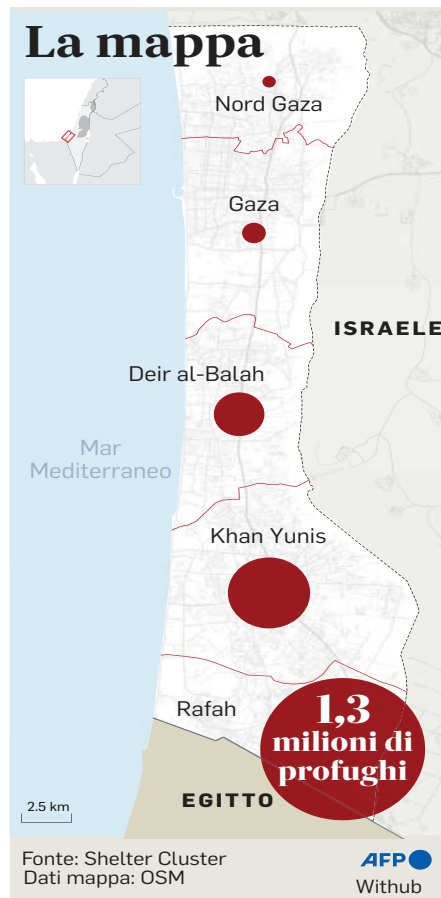 La mappa
Nord Gaza
Gaza
ISRAELE
Deir al-Balah
Mar
Mediterraneo
Khan Yunis
Rafah
1,3
milioni di
profughi
EGITTO
2.5 km
Fonte: Shelter Cluster
Dati mappa: OSM
AFP
Withub